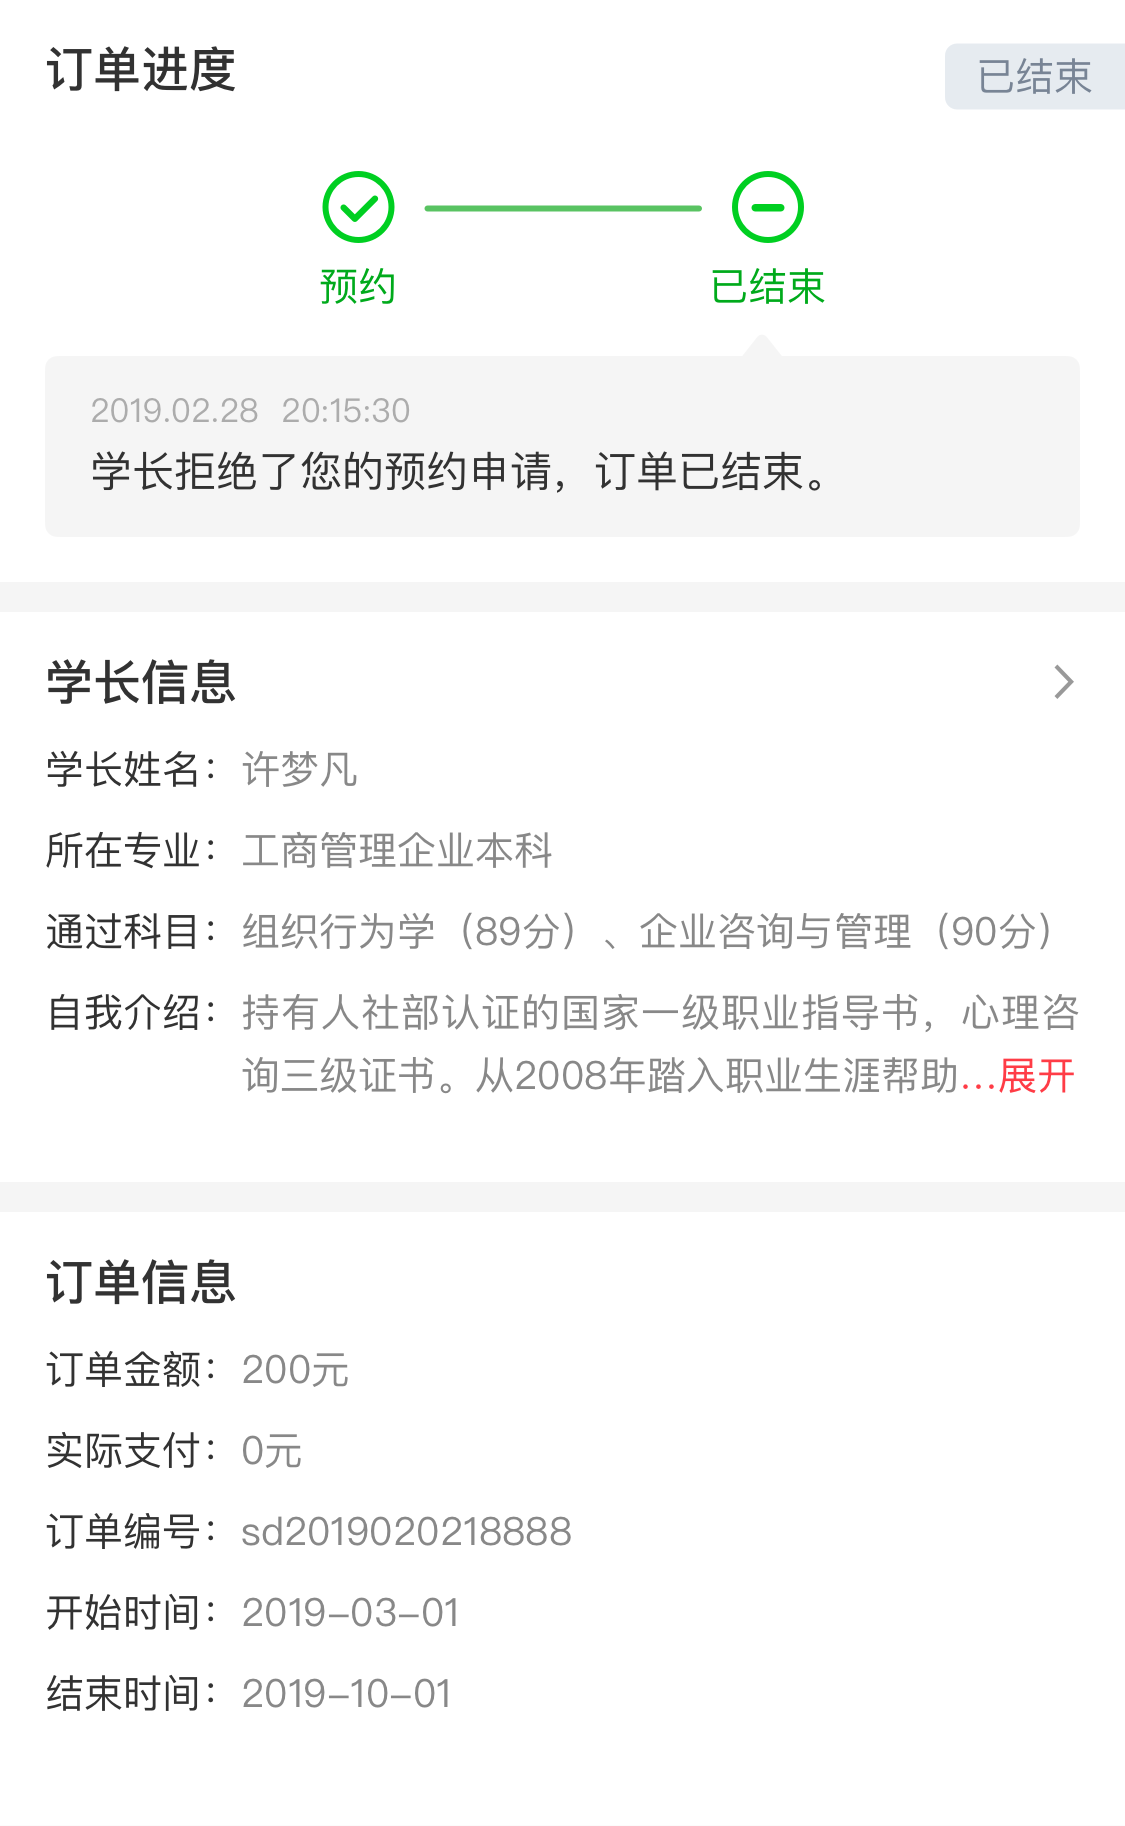 订单进度
已结束
预约
已结束
2019.02.28 20:15:30
学长拒绝了您的预约申请，订单已结束。
学长信息
学长姓名：许梦凡
所在专业：工商管理企业本科
通过科目：组织行为学（89分）、企业咨询与管理（90分）
自我介绍：持有人社部认证的国家一级职业指导书，心理咨
询三级证书。从2008年踏入职业生涯帮助...展开
订单信息
订单金额：200元
实际支付：0元
订单编号：sd2019020218888
开始时间：2019-03-01
结束时间：2019-10-01